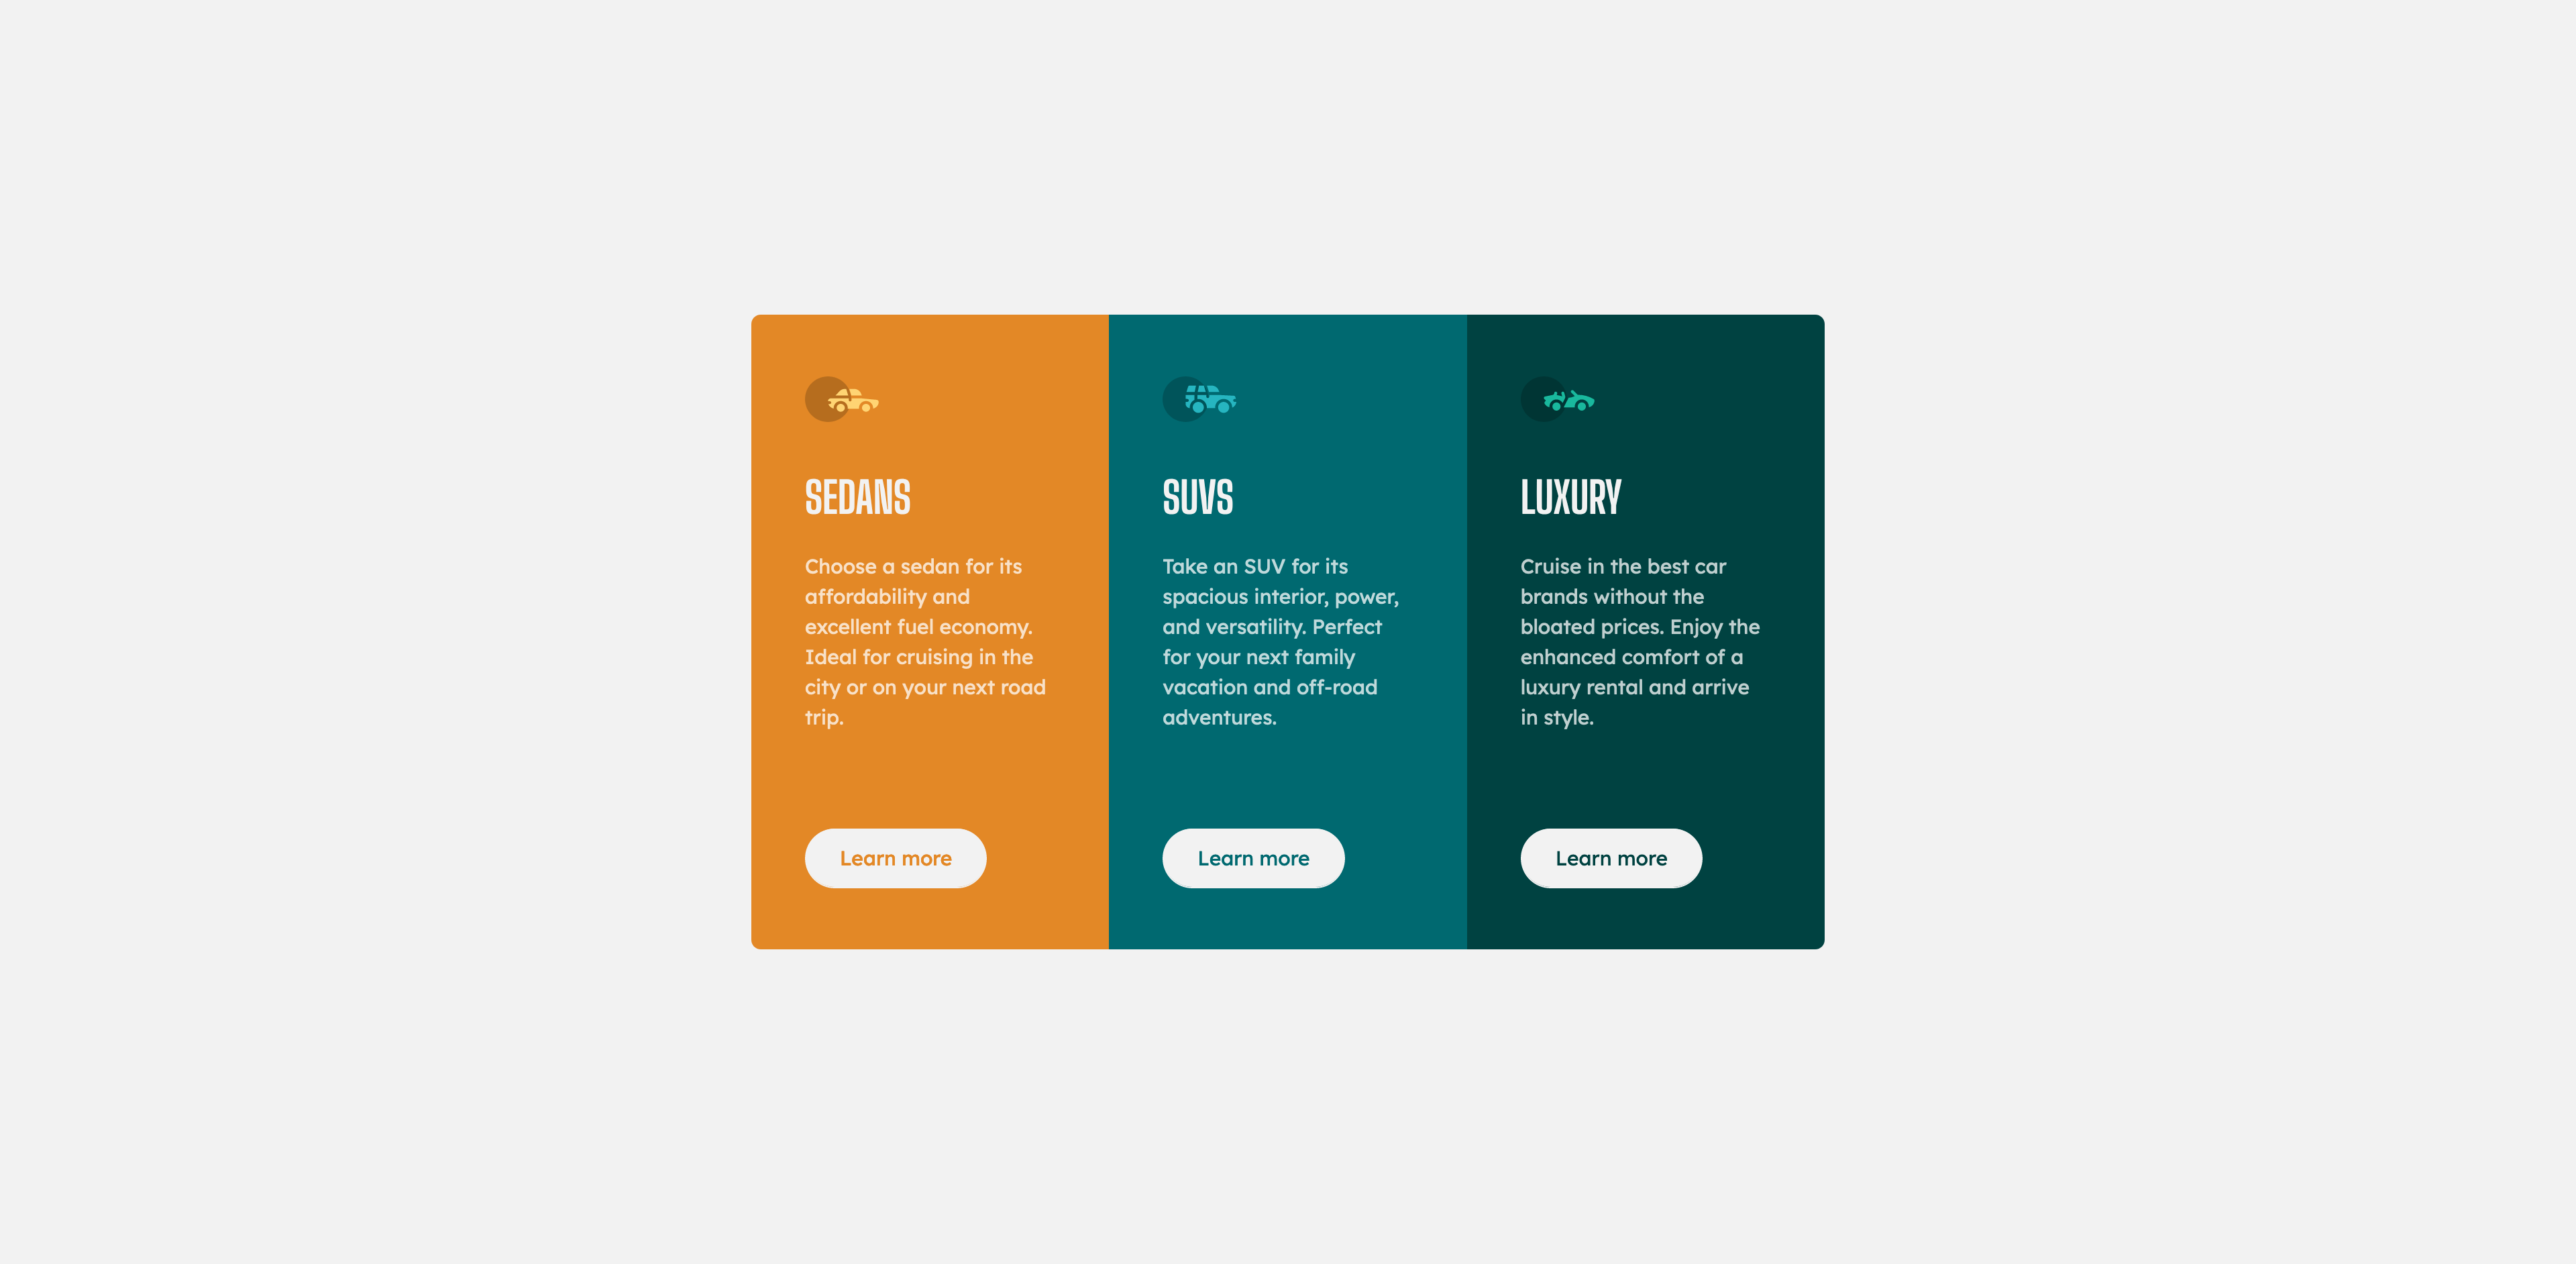 SEDANS
Choose a sedan for its
affordability and
excellent fuel economy.
Ideal for cruising in the
city or on your next road
trip.
Learn more
SUVS
Take an SUV for its
spacious interior, power,
and versatility. Perfect
for your next family
vacation and off-road
adventures.
Learn more
LUXURY
Cruise in the best car
brands without the
bloated prices. Enjoy the
enhanced comfort of a
luxury rental and arrive
in style.
Learn more